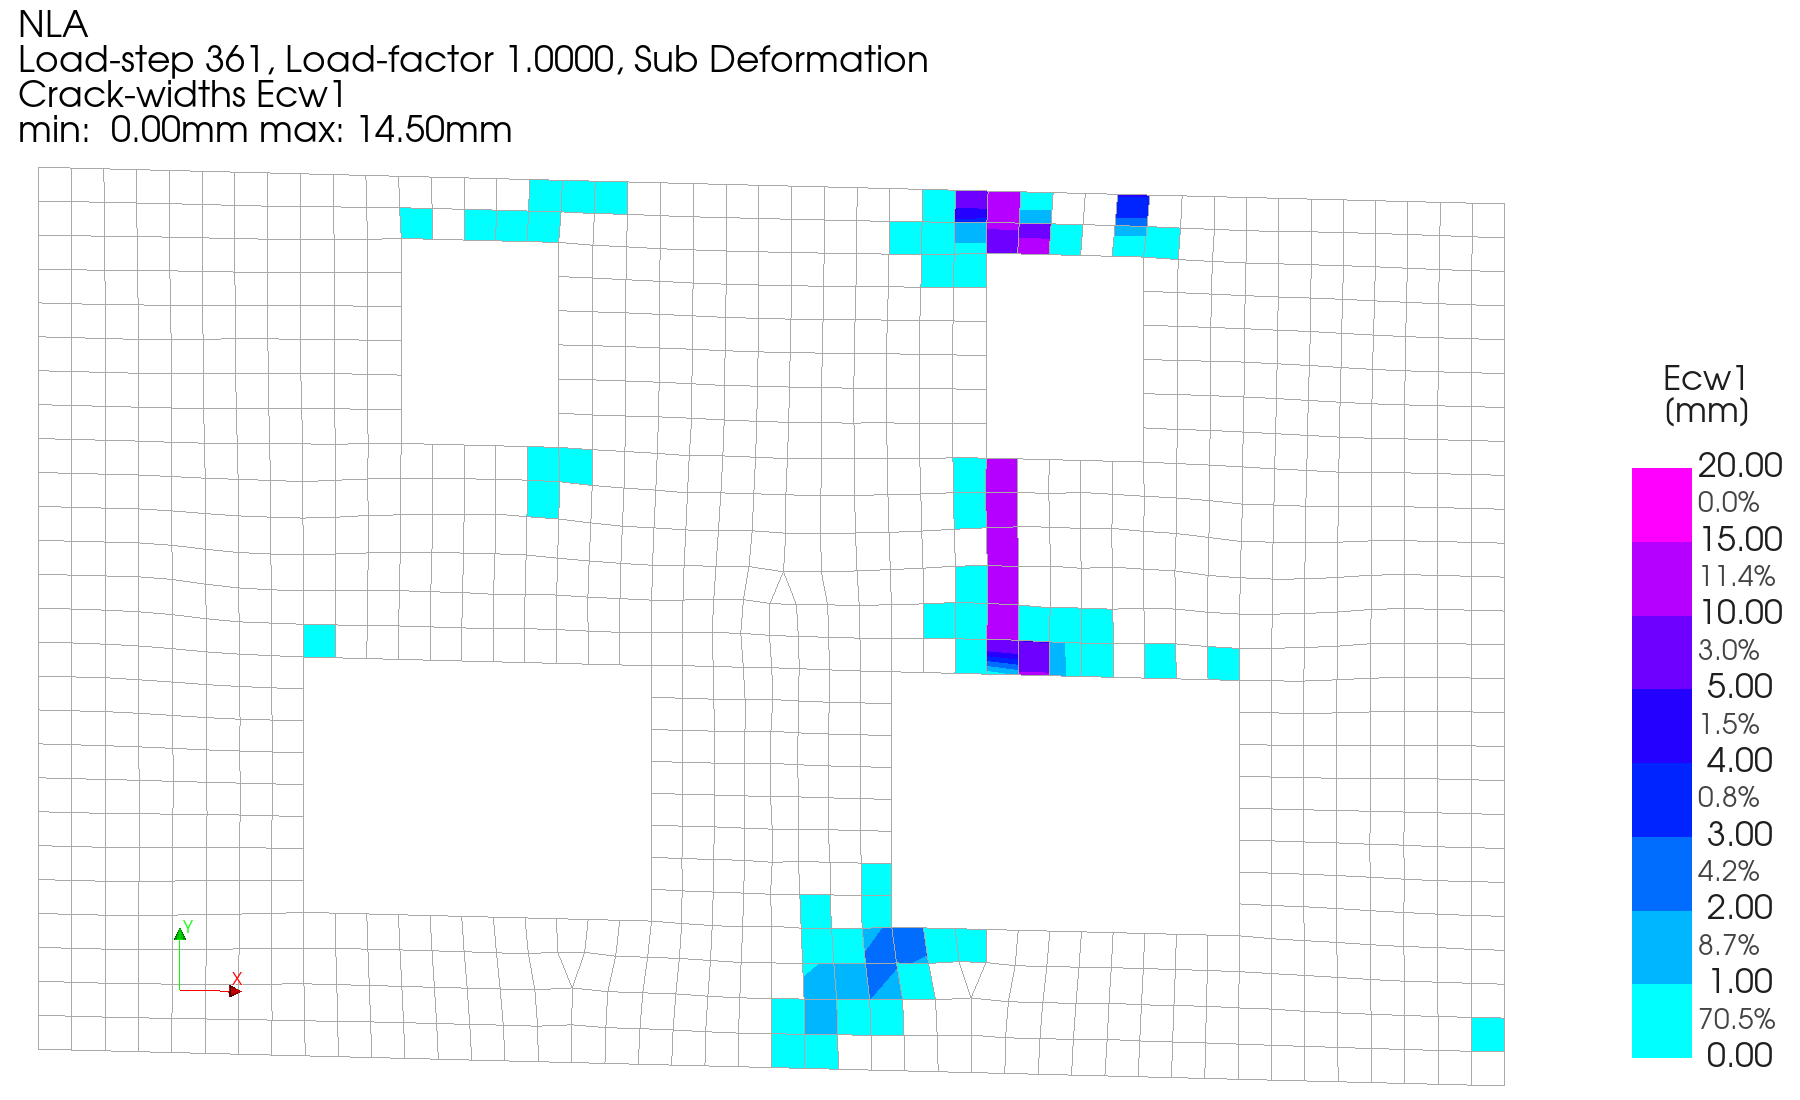 NLA
Load-step 361, Load-factor 1.0000, Sub Deformation
Crack-widths Ecw1
min: 0.00mm max: 14.50mm
Ecw1
(mm)
20.00
0.0%
15.00
11.4%
10.00
3.0%
5.00
1.5%
4.00
0.8%
3.00
4.2%
2.00
8.7%
1.00
70.5%
0.00
Y
X